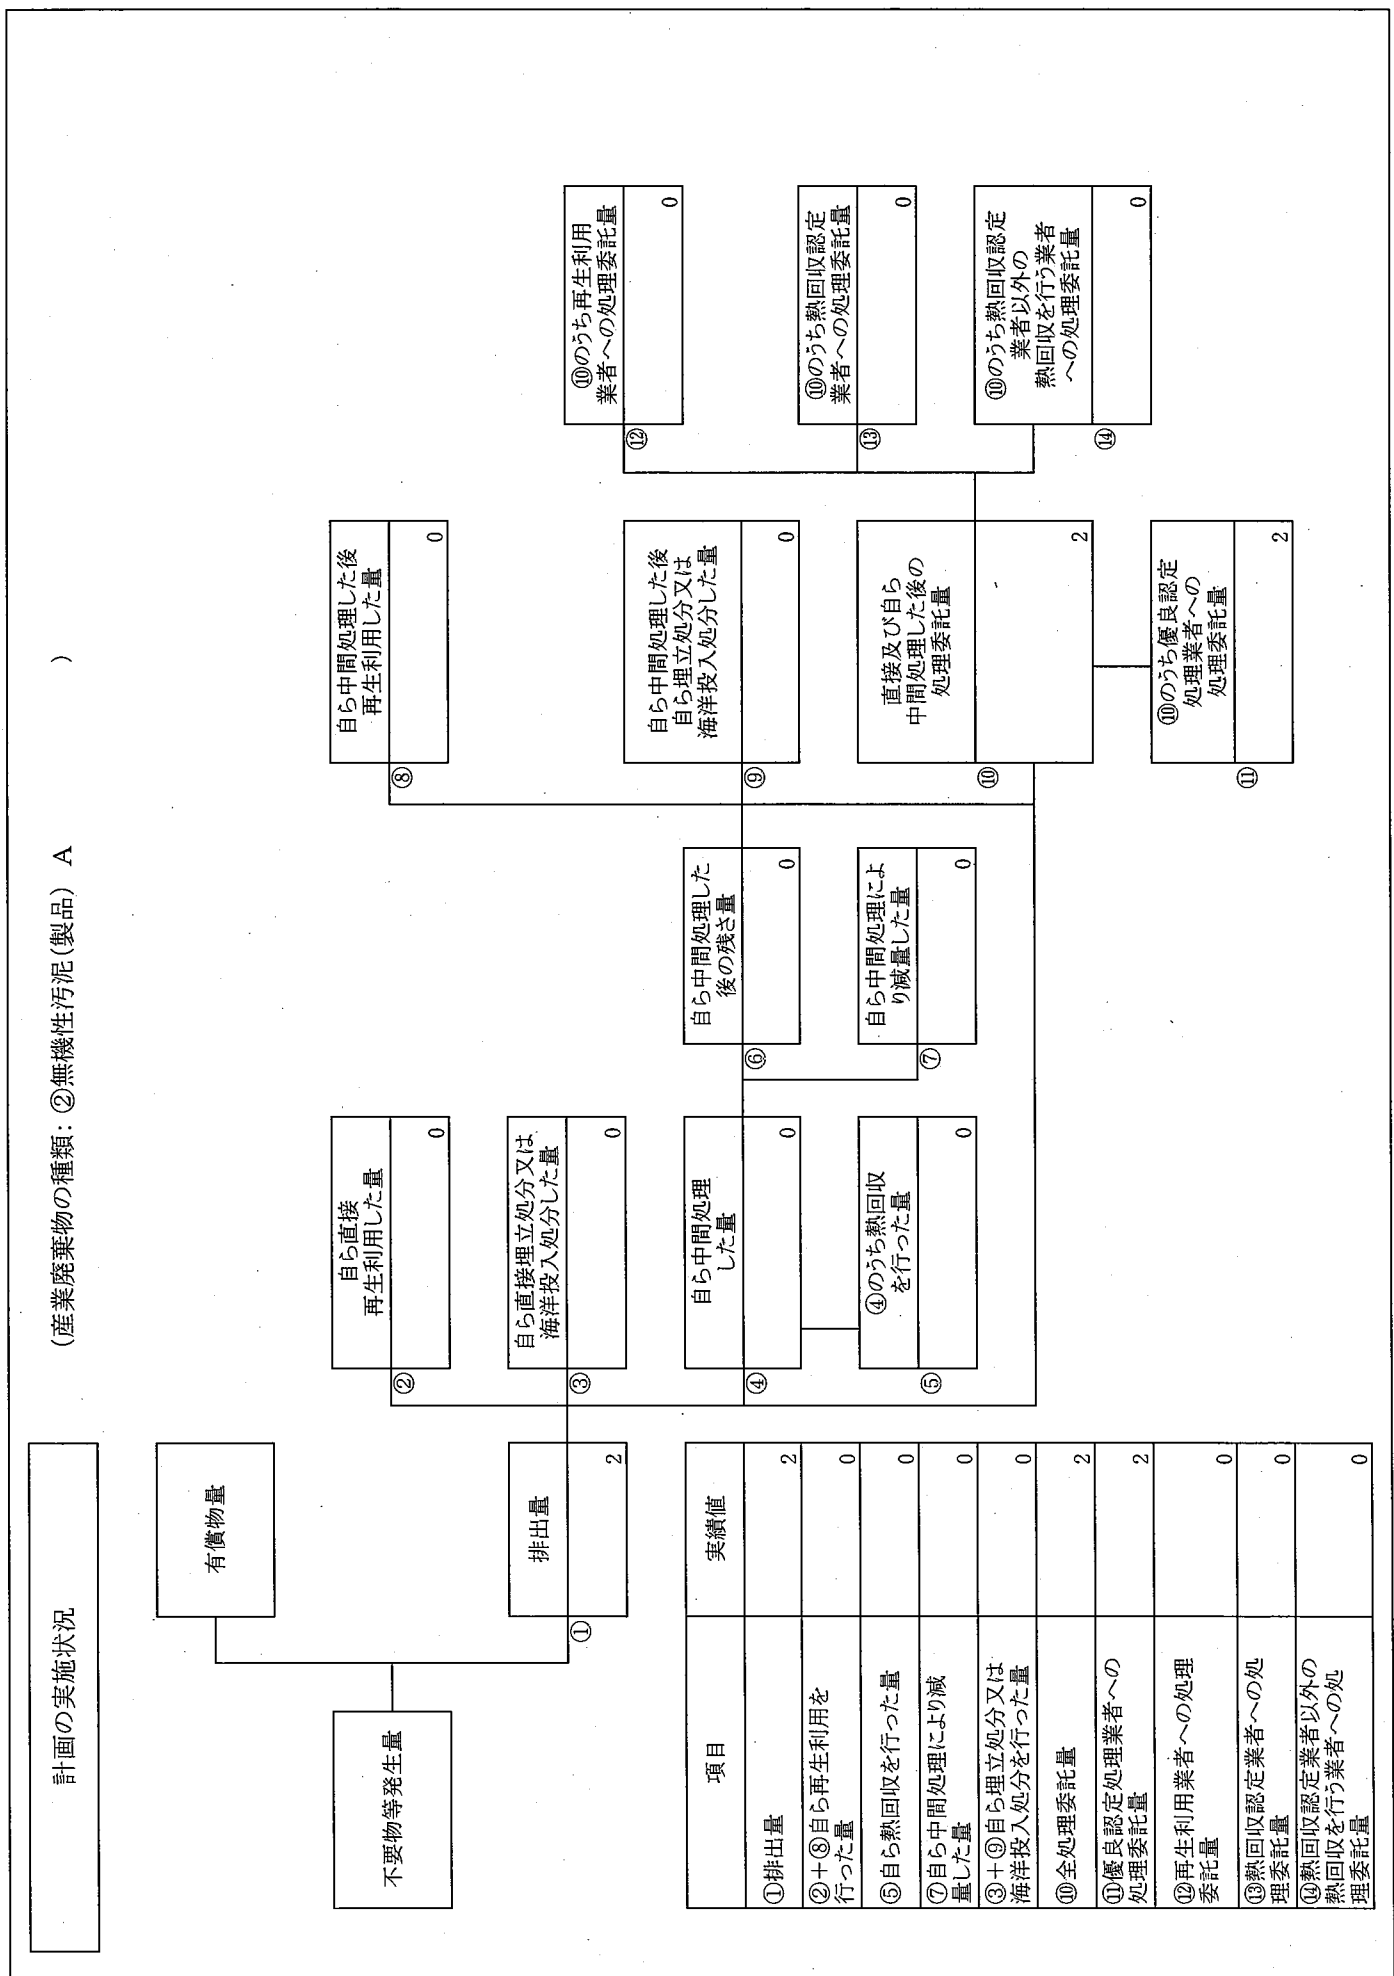 計画の実施状況
(産業廃棄物の種類：②無機性汚泥(製品) A )
不要物等発生量
有償物量
排出量
①
2
自ら直接
再生利用した量
②
0
自ら直接埋立処分又は
海洋投入処分した量
③
0
自ら中間処理
した量
④
0
④のうち熱回収
を行った量
⑤
0
自ら中間処理した
後の残さ量
⑥
0
自ら中間処理によ
り減量した量
⑦
0
自ら中間処理した後
再生利用した量
⑧
0
自ら中間処理した後
自ら埋立処分又は
海洋投入処分した量
⑨
0
直接及び自ら
中間処理した後の
処理委託量
⑩
2
⑩のうち優良認定
処理業者への
処理委託量
⑪
2
⑩のうち再生利用
業者への処理委託量
⑫
0
⑩のうち熱回収認定
業者への処理委託量
⑬
0
⑩のうち熱回収認定
業者以外の
熱回収を行う業者
への処理委託量
⑭
0
項目 実績値
①排出量 2
②＋⑧自ら再生利用を
行った量 0
⑤自ら熱回収を行った量 0
⑦自ら中間処理により減
量した量 0
③＋⑨自ら埋立処分又は
海洋投入処分を行った量 0
⑩全処理委託量 2
⑪優良認定処理業者への
処理委託量 2
⑫再生利用業者への処理
委託量 0
⑬熱回収認定業者への処
理委託量 0
⑭熱回収認定業者以外の
熱回収を行う業者への処
理委託量 0